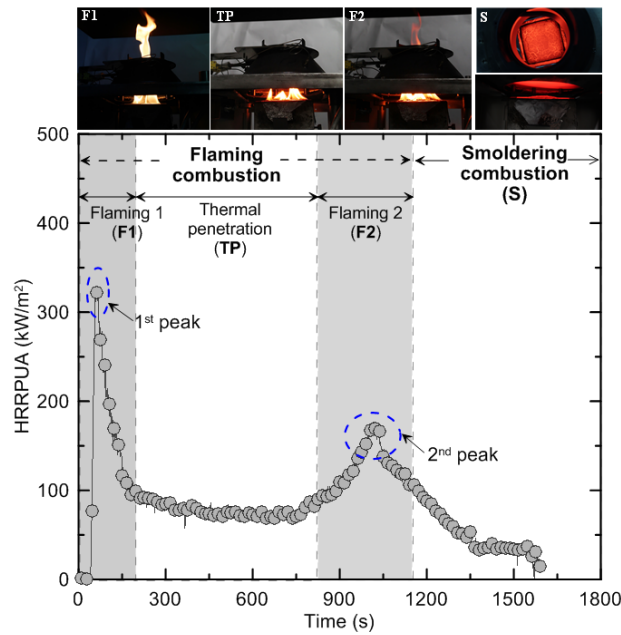 F1
TP
F2
S
500
400
300
200
100
0
HRRPUA (kW/m²)
Flaming
combustion
Smoldering
combustion
(S)
Flaming 1
(F1)
Thermal
penetration
(TP)
Flaming 2
(F2)
1st peak
2nd peak
0 300 600 900 1200 1500 1800
Time (s)